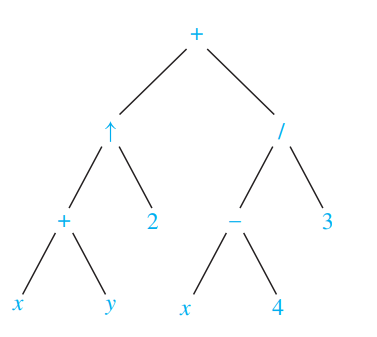 +
↑ /
+ 2 − 3
x y x 4